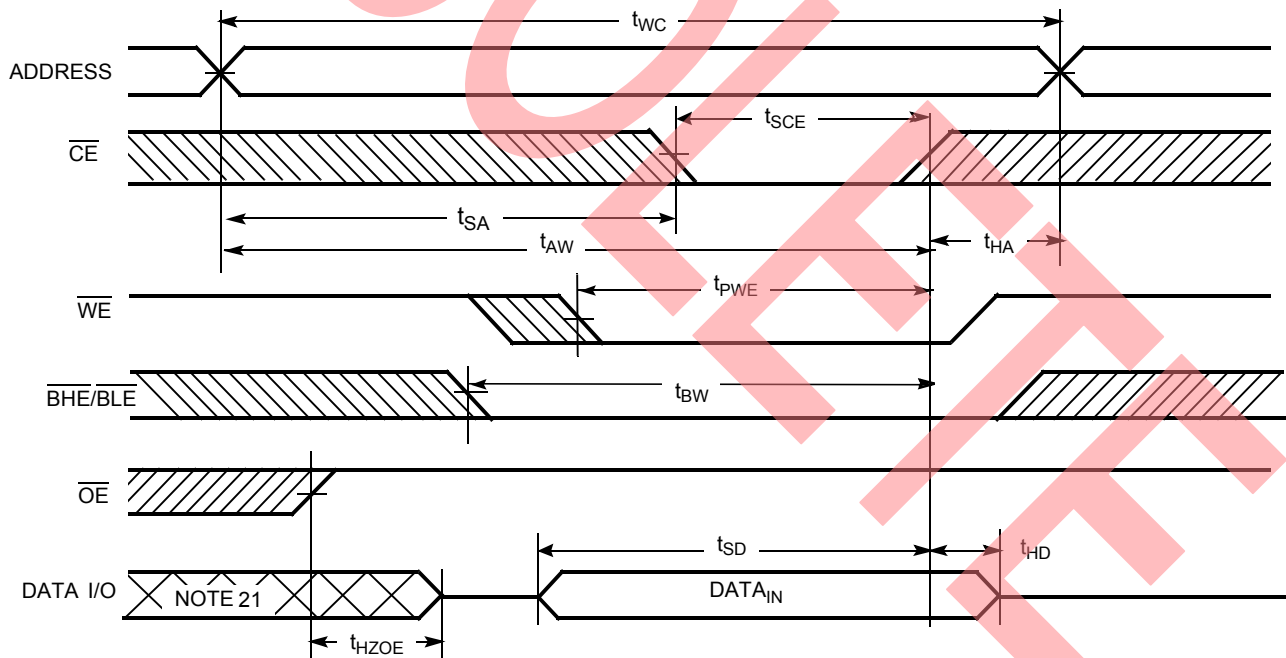 tWC
ADDRESS
tSCE
CE
tSA
tAW
tHA
tPWE
WE
tBW
BHE/BLE
OE
tSD
tHD
DATA I/O
NOTE 21
DATAIN
tHZOE
OLETE